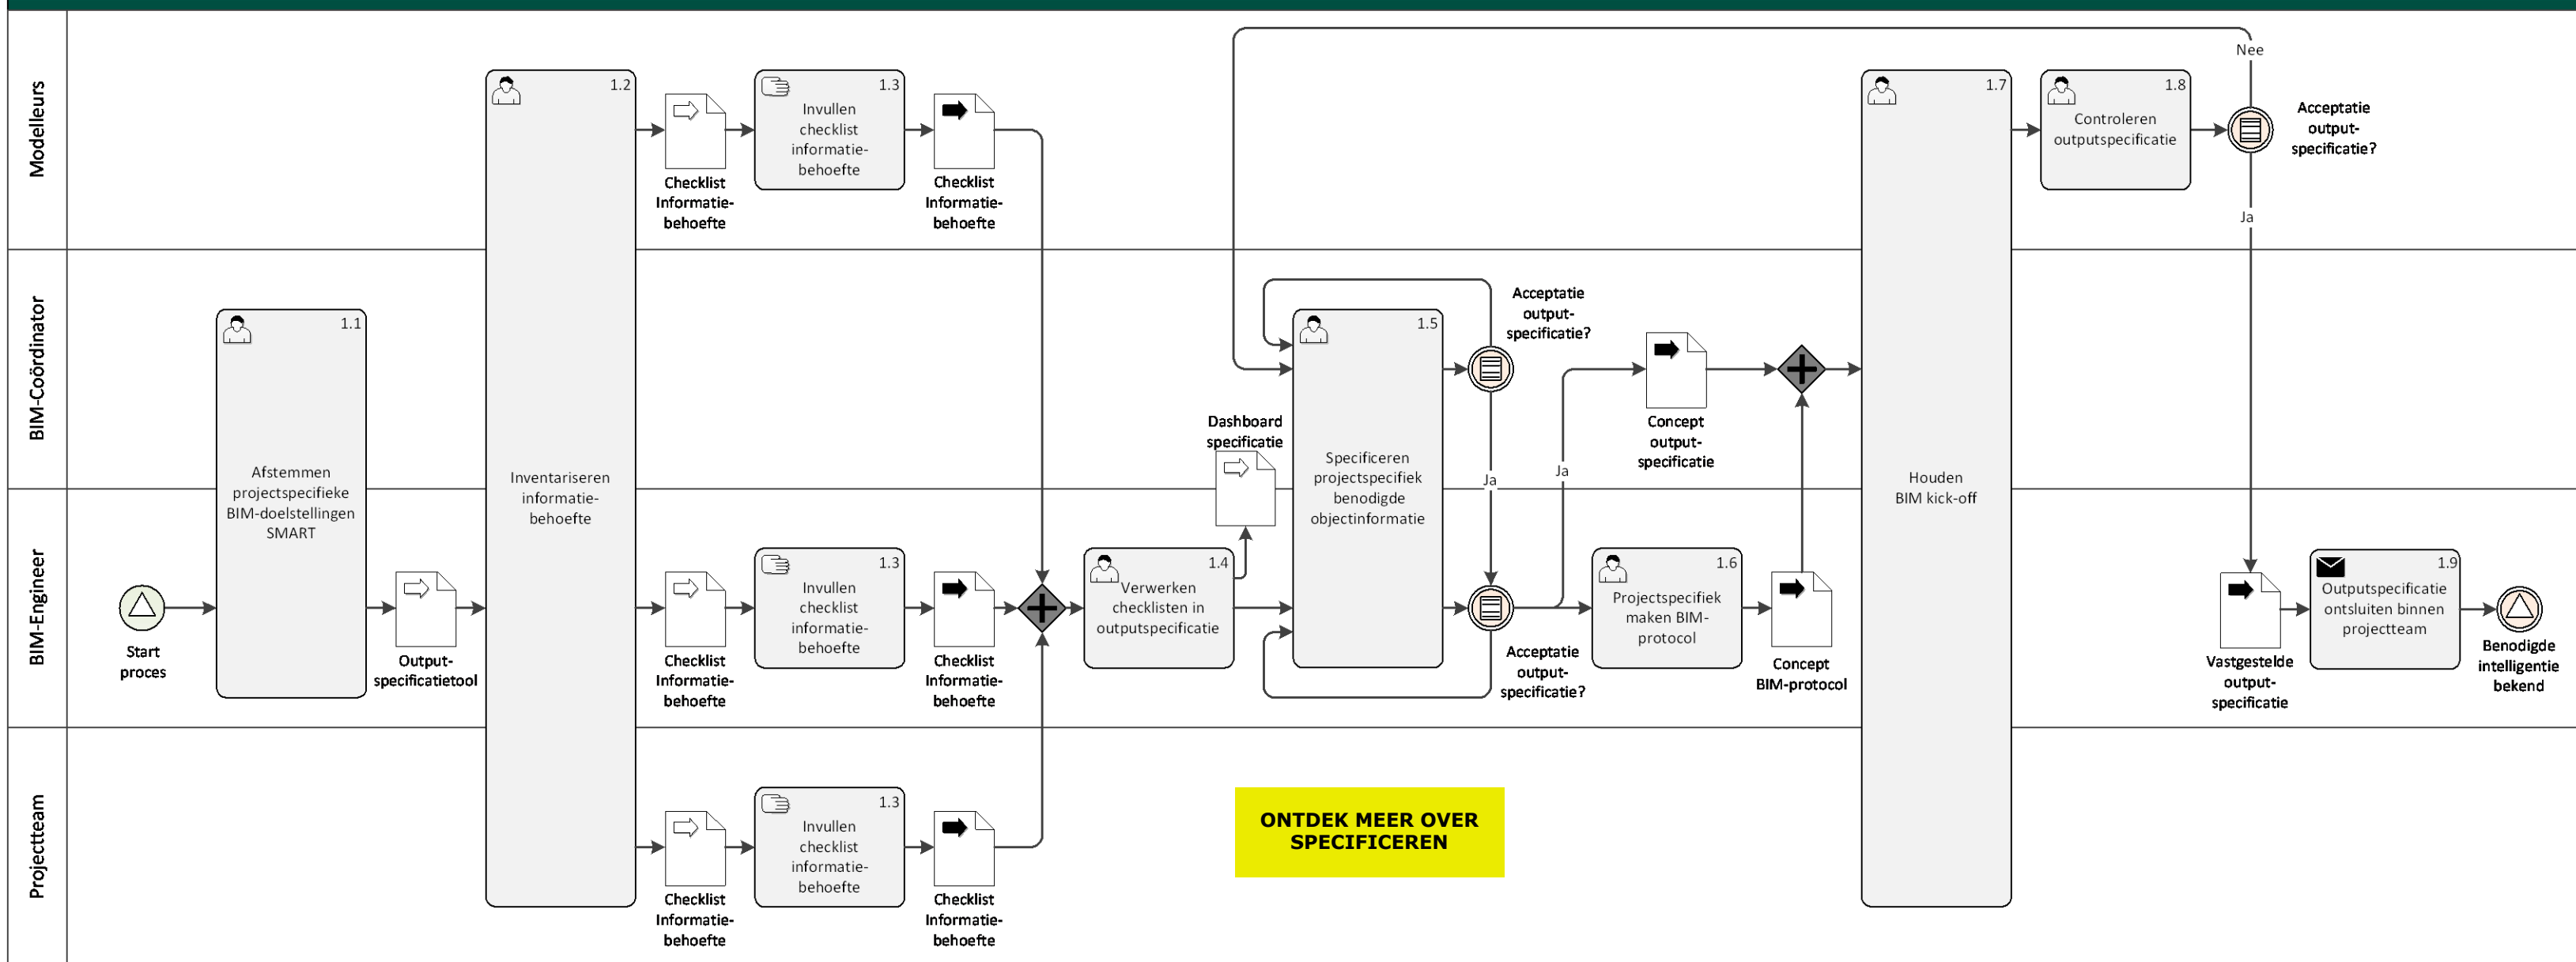 Modelleurs
1.2
Checklist
Informatie-
behoefte
1.3
Invullen
checklist
informatie-
behoefte
Checklist
Informatie-
behoefte
1.7
1.8
Controleren
outputspecificatie
Nee
Acceptatie
output-
specificatie?
Ja
BIM-Coördinator
1.1
Afstemmen
projectspecifieke
BIM-doelstellingen
SMART
Inventariseren
informatie-
behoefte
Dashboard
specificatie
1.5
Specificeren
projectspecifiek
benodigde
objectinformatie
Acceptatie
output-
specificatie?
Ja
Ja
Concept
output-
specificatie
Houden
BIM kick-off
BIM-Engineer
Start
proces
Output-
specificatietool
Checklist
Informatie-
behoefte
1.3
Invullen
checklist
informatie-
behoefte
Checklist
Informatie-
behoefte
1.4
Verwerken
checklisten in
outputspecificatie
Acceptatie
output-
specificatie?
1.6
Projectspecifiek
maken BIM-
protocol
Concept
BIM-protocol
Vastgestelde
output-
specificatie
1.9
Outputspecificatie
ontsluiten binnen
projectteam
Benodigde
intelligentie
bekend
Projectteam
Checklist
Informatie-
behoefte
1.3
Invullen
checklist
informatie-
behoefte
Checklist
Informatie-
behoefte
ONTDEK MEER OVER
SPECIFICEREN